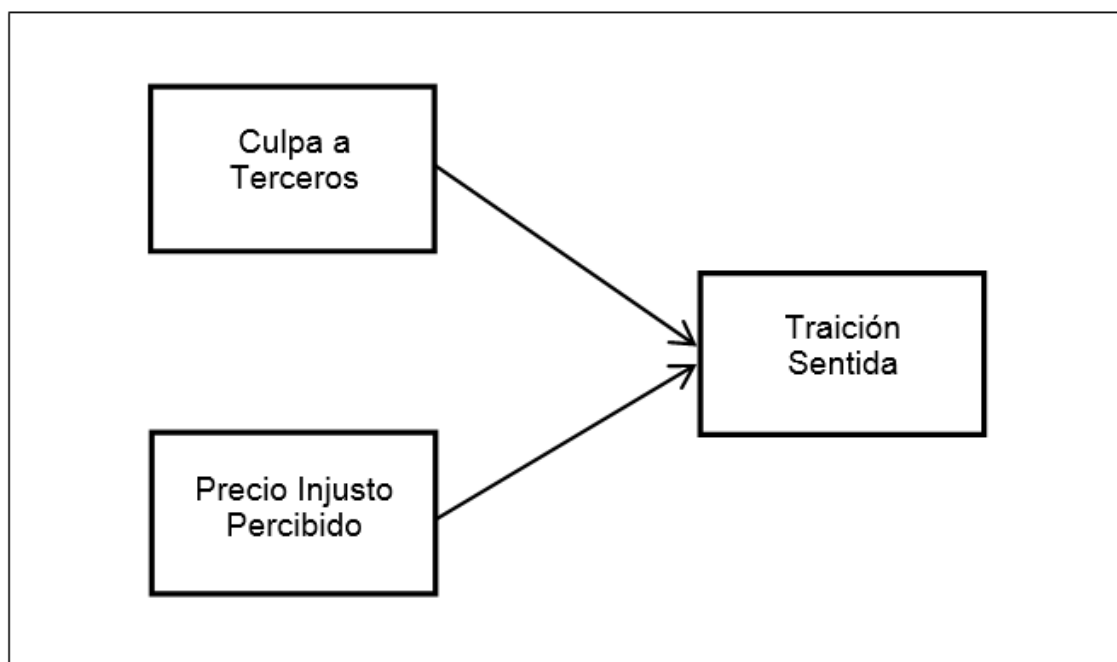 Culpa a
Terceros
Traición
Sentida
Precio Injusto
Percibido